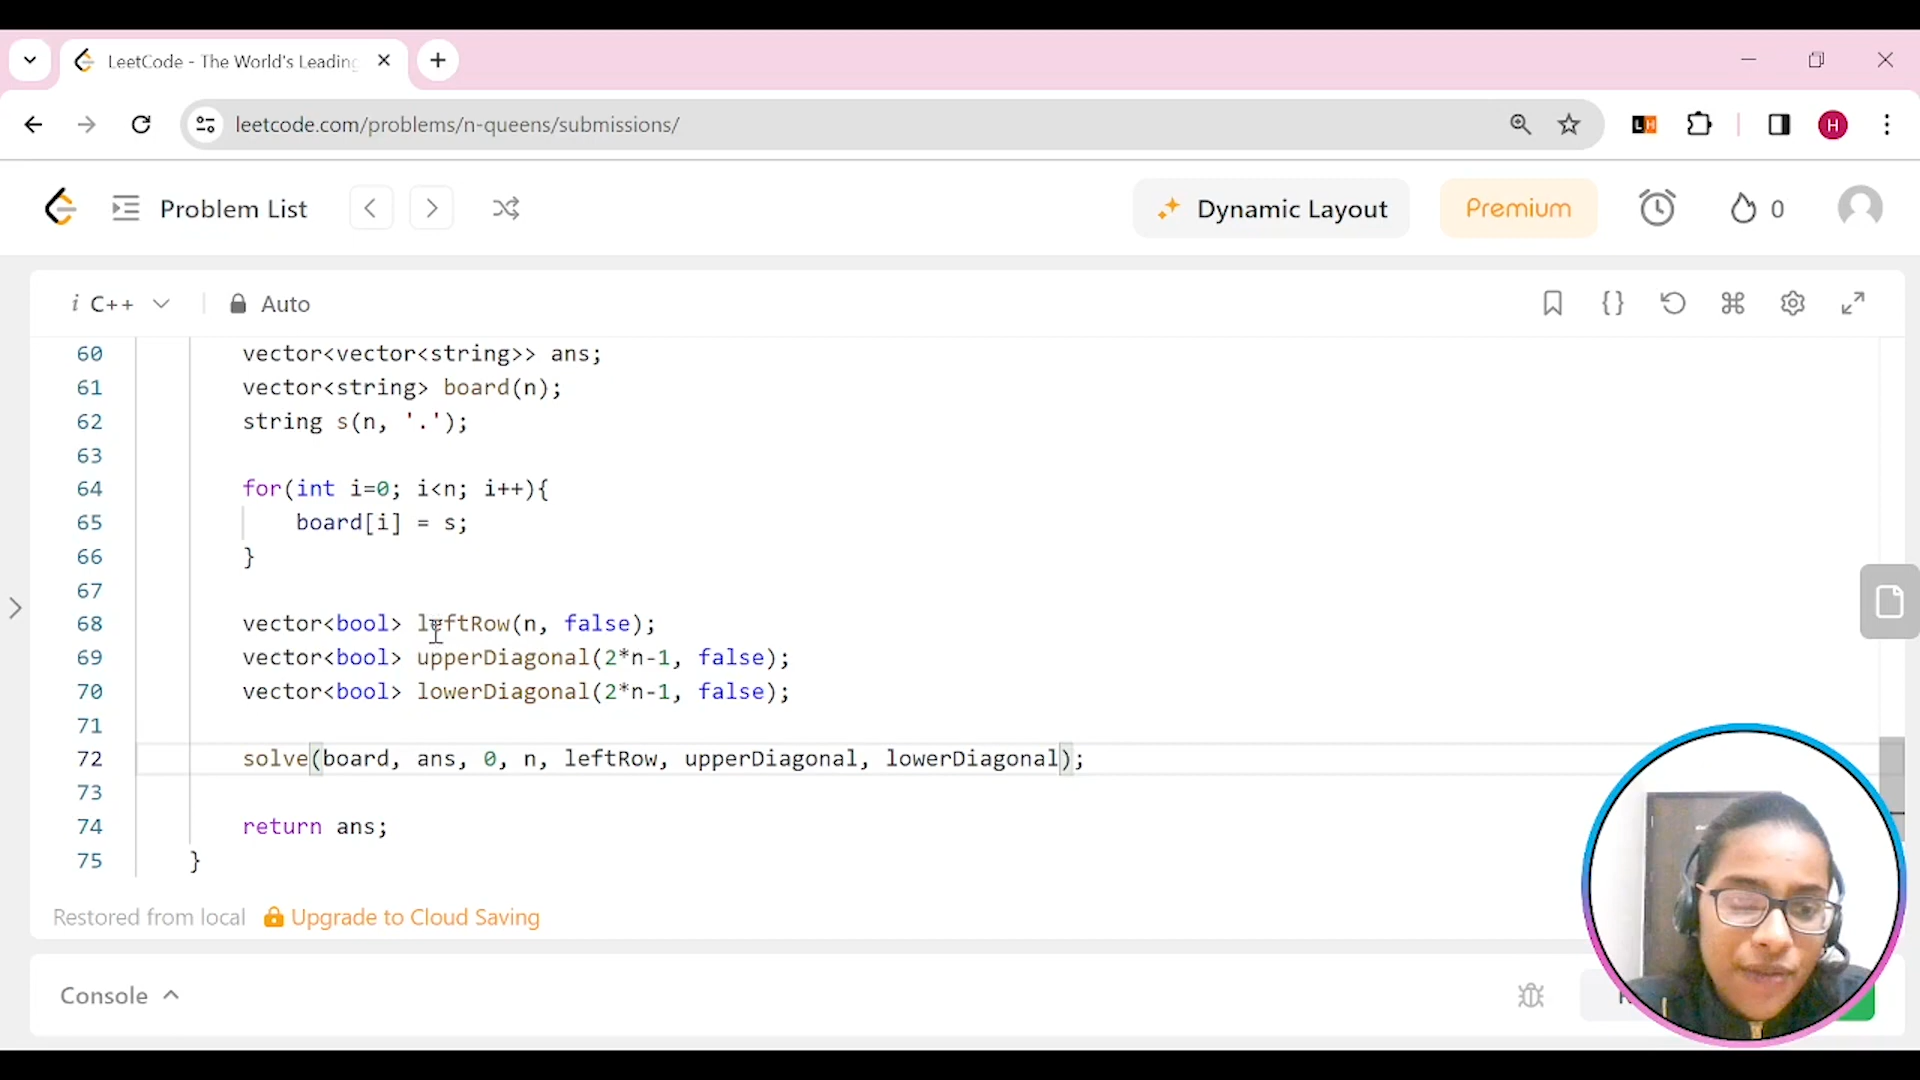 LeetCode - The World's Leading
leetcode.com/problems/n-queens/submissions/
LH
H
Problem List
Dynamic Layout
Premium
0
i C++
Auto
60 vector<vector<string>> ans;
61 vector<string> board(n);
62 string s(n, '.');
63
64 for(int i=0; i<n; i++){
65 board[i] = s;
66 }
67
68 vector<bool> leftRow(n, false);
69 vector<bool> upperDiagonal(2*n-1, false);
70 vector<bool> lowerDiagonal(2*n-1, false);
71
72 solve(board, ans, 0, n, leftRow, upperDiagonal, lowerDiagonal);
73
74 return ans;
75 }
Restored from local Upgrade to Cloud Saving
Console